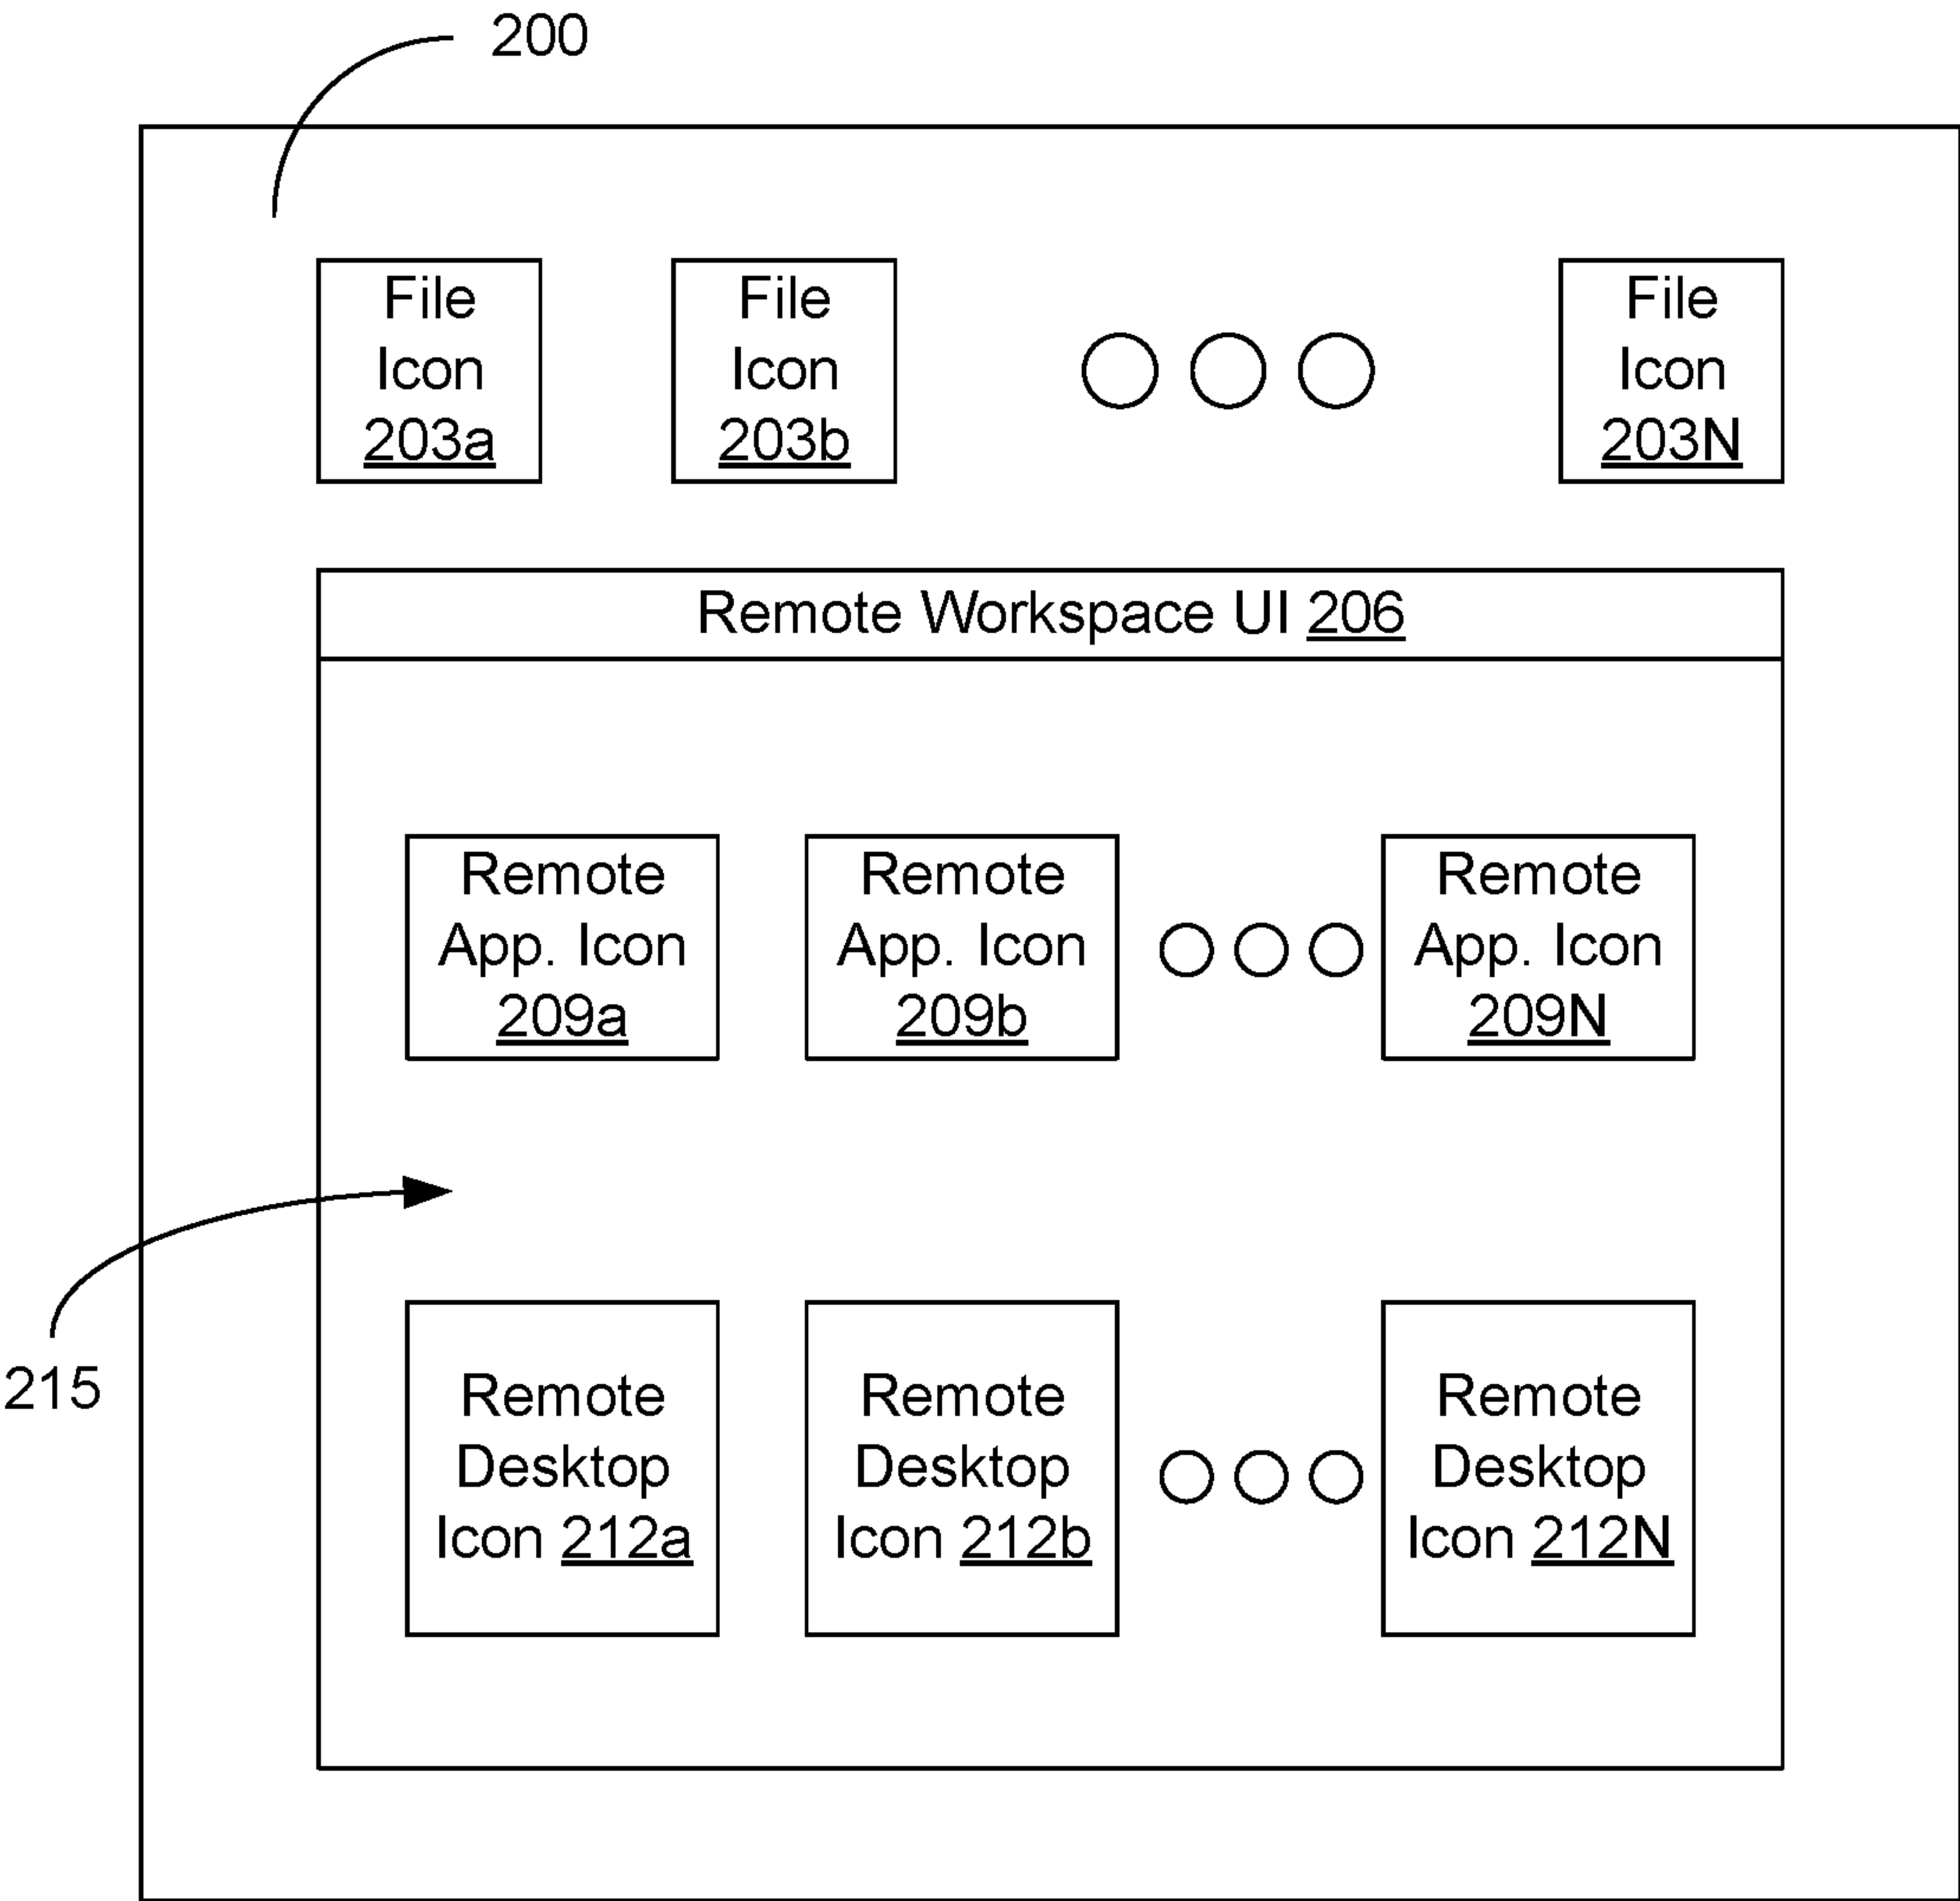 200
File
Icon
203a
File
Icon
203b
File
Icon
203N
Remote Workspace UI 206
Remote
App. Icon
209a
Remote
App. Icon
209b
Remote
App. Icon
209N
215
Remote
Desktop
Icon 212a
Remote
Desktop
Icon 212b
Remote
Desktop
Icon 212N